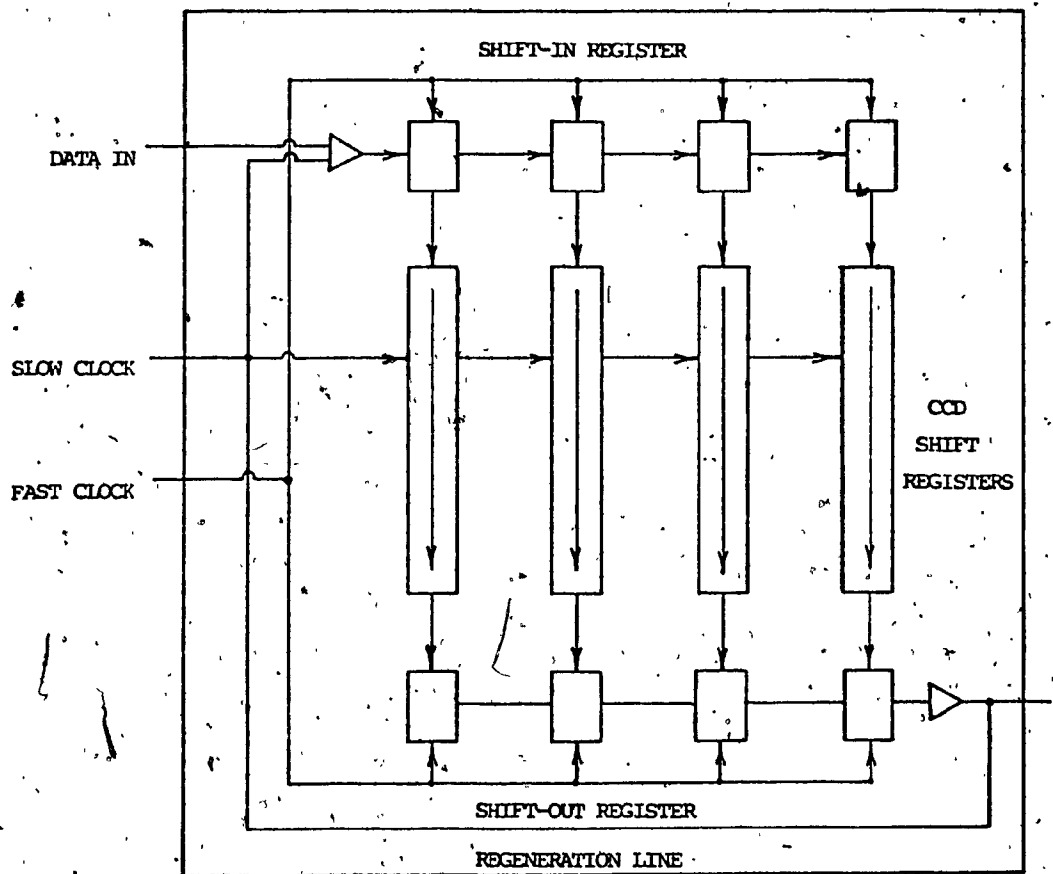 SHIFT-IN REGISTER
DATA IN
SLOW CLOCK
CCD
SHIFT
REGISTERS
FAST CLOCK
SHIFT-OUT REGISTER
REGENERATION LINE